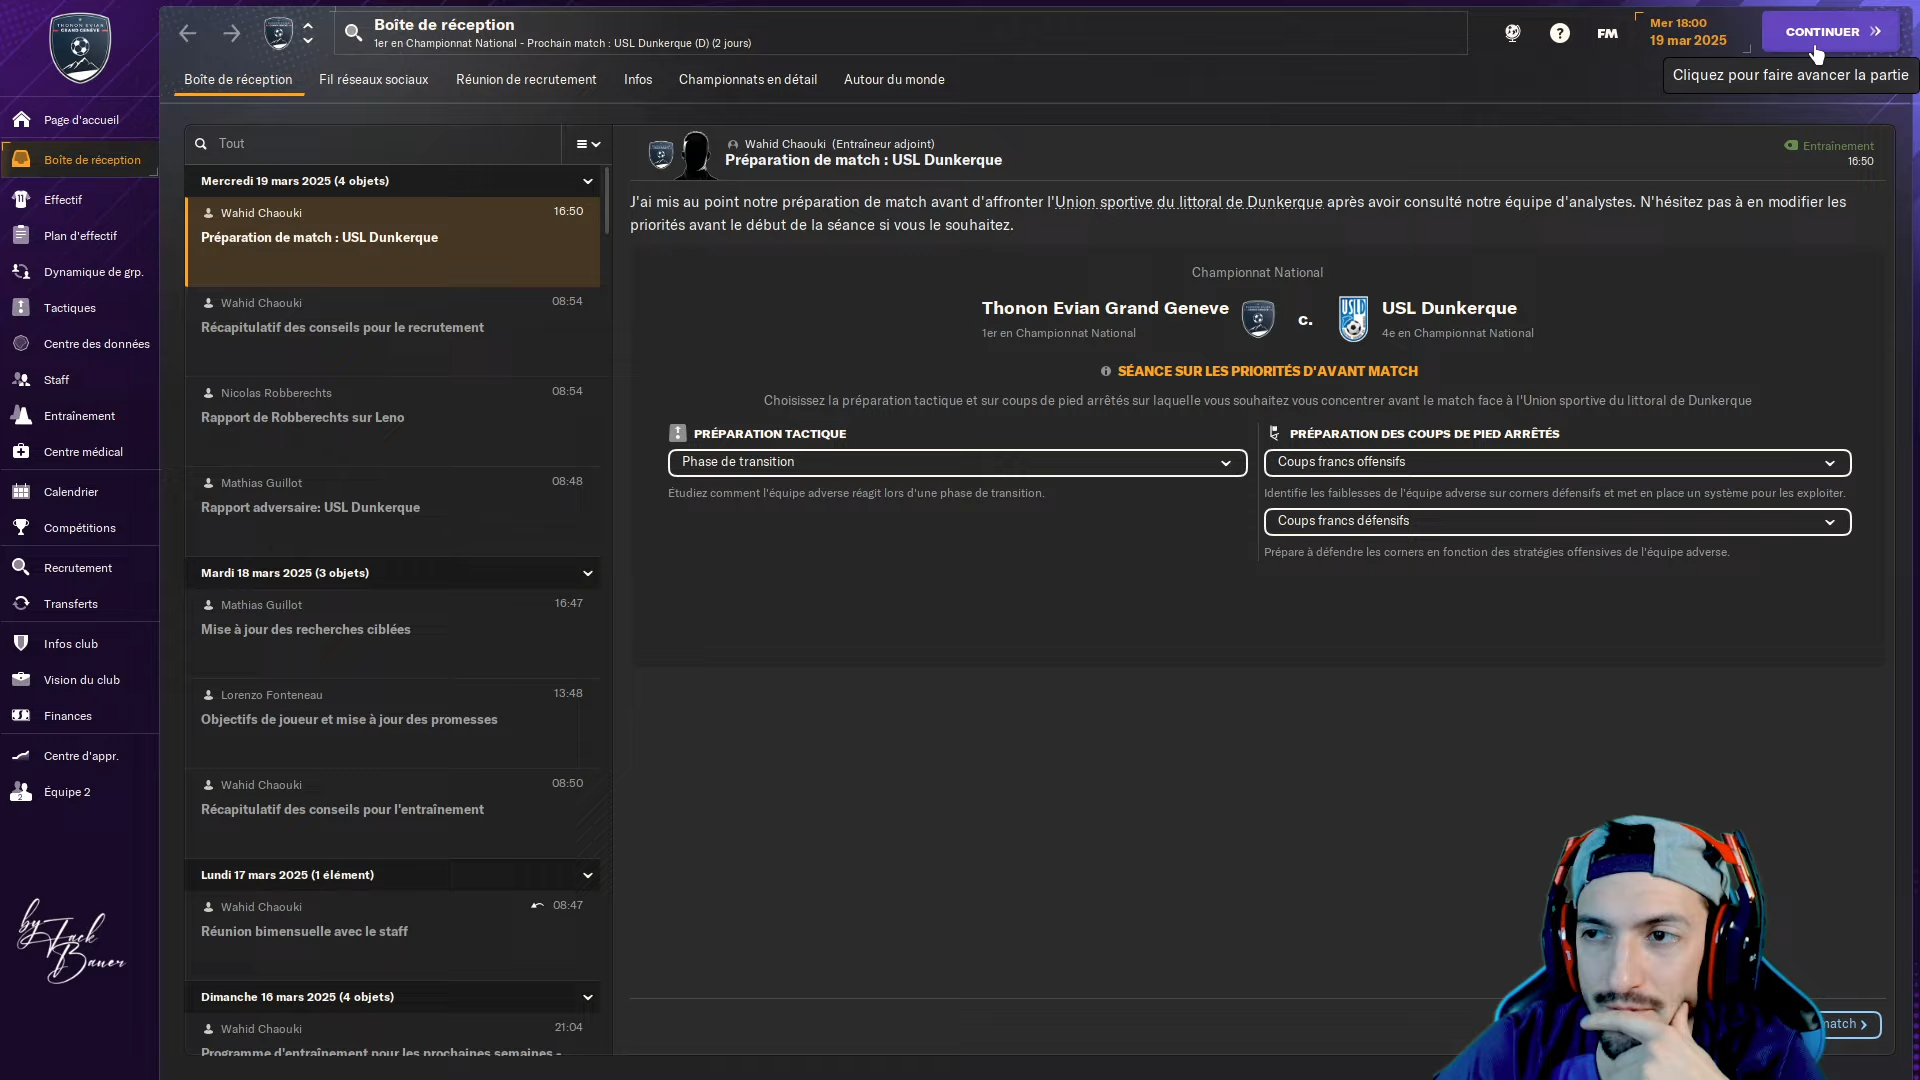 THONON EVIAN
GRAND GENÈVE
Boîte de réception
1er en Championnat National - Prochain match : USL Dunkerque (D) (2 jours)
FM
Mer 18:00
19 mar 2025
CONTINUER
Cliquez pour faire avancer la partie
Boîte de réception
Fil réseaux sociaux
Réunion de recrutement
Infos
Championnats en détail
Autour du monde
Page d'accueil
Boîte de réception
Effectif
Plan d'effectif
Dynamique de grp.
Tactiques
Centre des données
Staff
Entraînement
Centre médical
Calendrier
Compétitions
Recrutement
Transferts
Infos club
Vision du club
Finances
Centre d'appr.
Équipe 2
by Jack Bauer
Tout
Mercredi 19 mars 2025 (4 objets)
Wahid Chaouki 16:50
Préparation de match : USL Dunkerque
Wahid Chaouki 08:54
Récapitulatif des conseils pour le recrutement
Nicolas Robberechts 08:54
Rapport de Robberechts sur Leno
Mathias Guillot 08:48
Rapport adversaire: USL Dunkerque
Mardi 18 mars 2025 (3 objets)
Mathias Guillot 16:47
Mise à jour des recherches ciblées
Lorenzo Fonteneau 13:48
Objectifs de joueur et mise à jour des promesses
Wahid Chaouki 08:50
Récapitulatif des conseils pour l'entraînement
Lundi 17 mars 2025 (1 élément)
Wahid Chaouki 08:47
Réunion bimensuelle avec le staff
Dimanche 16 mars 2025 (4 objets)
Wahid Chaouki 21:04
Programme d'entraînement pour les prochaines semaines -
Wahid Chaouki (Entraîneur adjoint)
Préparation de match : USL Dunkerque
Entraînement
16:50
J'ai mis au point notre préparation de match avant d'affronter l'Union sportive du littoral de Dunkerque après avoir consulté notre équipe d'analystes. N'hésitez pas à en modifier les
priorités avant le début de la séance si vous le souhaitez.
Championnat National
Thonon Evian Grand Geneve
1er en Championnat National
c.
USLD
USL Dunkerque
4e en Championnat National
SÉANCE SUR LES PRIORITÉS D'AVANT MATCH
Choisissez la préparation tactique et sur coups de pied arrêtés sur laquelle vous souhaitez vous concentrer avant le match face à l'Union sportive du littoral de Dunkerque
PRÉPARATION TACTIQUE
Phase de transition
Étudiez comment l'équipe adverse réagit lors d'une phase de transition.
PRÉPARATION DES COUPS DE PIED ARRÊTÉS
Coups francs offensifs
Identifie les faiblesses de l'équipe adverse sur corners défensifs et met en place un système pour les exploiter.
Coups francs défensifs
Prépare à défendre les corners en fonction des stratégies offensives de l'équipe adverse.
match